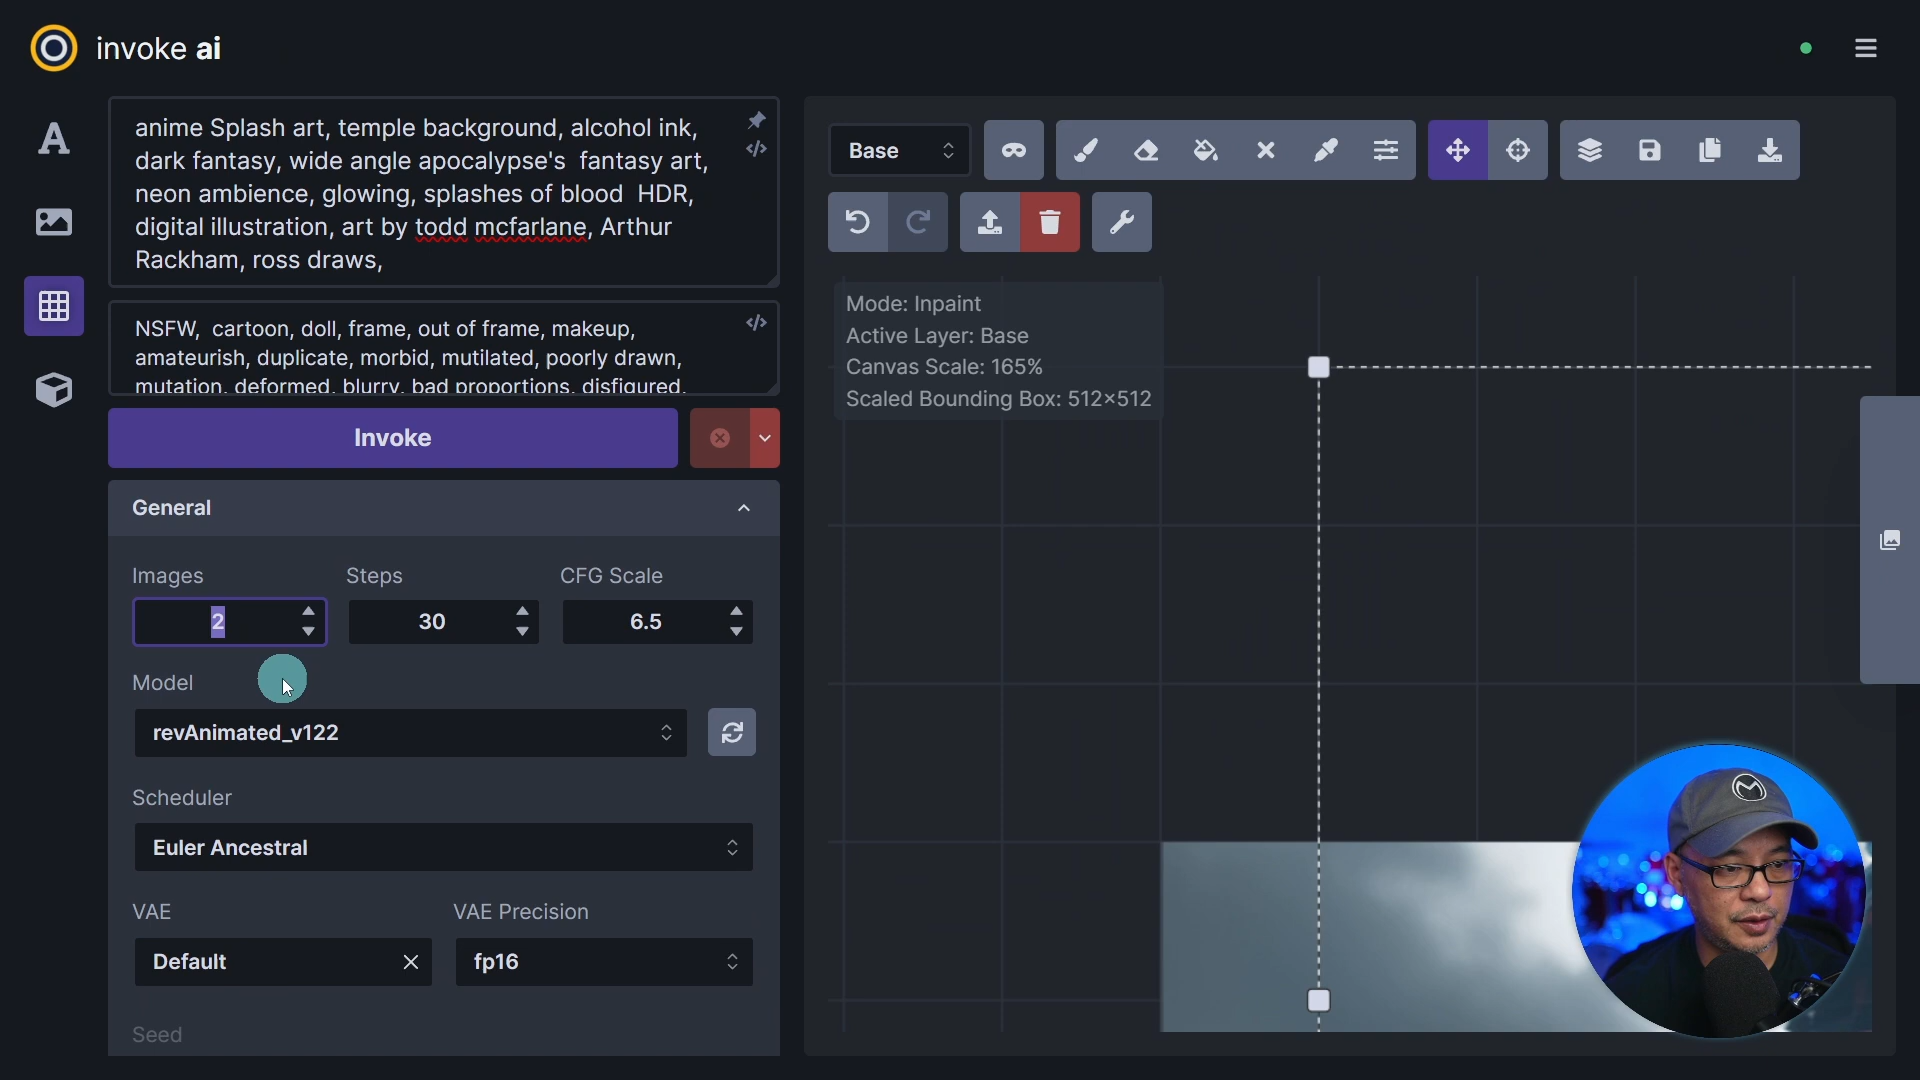 invoke ai
anime Splash art, temple background, alcohol ink,
dark fantasy, wide angle apocalypse's  fantasy art,
neon ambience, glowing, splashes of blood  HDR,
digital illustration, art by todd mcfarlane, Arthur
Rackham, ross draws,
NSFW,  cartoon, doll, frame, out of frame, makeup,
amateurish, duplicate, morbid, mutilated, poorly drawn,
mutation, deformed, blurry, bad proportions, disfigured,
Invoke
General
Images Steps CFG Scale
2 30 6.5
Model
revAnimated_v122
Scheduler
Euler Ancestral
VAE VAE Precision
Default fp16
Seed
Base
Mode: Inpaint
Active Layer: Base
Canvas Scale: 165%
Scaled Bounding Box: 512×512